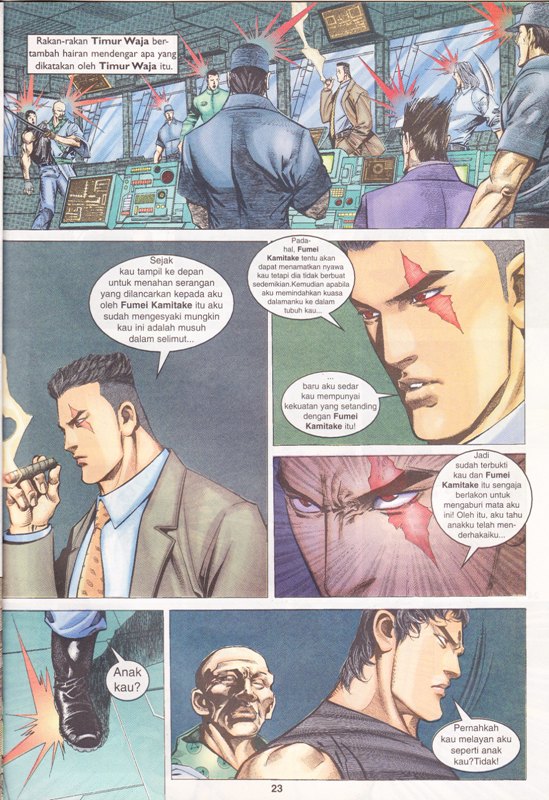 Rakan-rakan Timur Waja ber-
tambah hairan mendengar apa yang
dikatakan oleh Timur Waja itu.
Sejak
kau tampil ke depan
untuk menahan serangan
yang dilancarkan kepada aku
oleh Fumei Kamitake itu aku
sudah mengesyaki mungkin
kau ini adalah musuh
dalam selimut...
Pada-
hal, Fumei
Kamitake tentu akan
dapat menamatkan nyawa
kau tetapi dia tidak berbuat
sedemikian.Kemudian apabila
aku memindahkan kuasa
dalamanku ke dalam
tubuh kau...
...
baru aku sedar
kau mempunyai
kekuatan yang setanding
dengan Fumei
Kamitake itu!
Jadi
sudah terbukti
kau dan Fumei
Kamitake itu sengaja
berlakon untuk
mengaburi mata aku
ini! Oleh itu, aku tahu
anakku telah men-
derhakaiku...
Anak
kau?
Pernahkah
kau melayan aku
seperti anak
kau?Tidak!
23